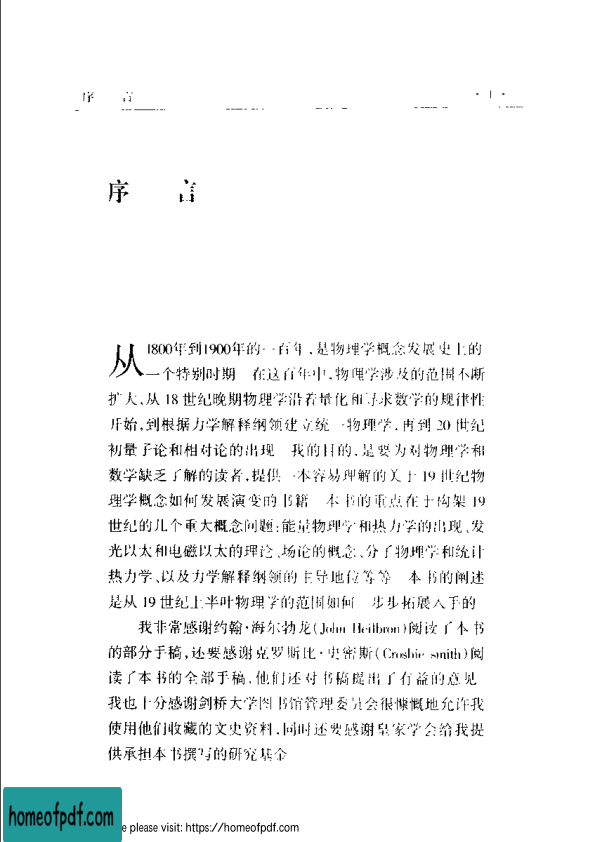 序 言 · 1 ·
序 言
从1800年到1900年的一百年,是物理学概念发展史上的
一个特别时期 在这百年中,物理学涉及的范围不断
扩大,从 18 世纪晚期物理学沿着量化和寻求数学的规律性
开始,到根据力学解释纲领建立统一物理学,再到 20 世纪
初量子论和相对论的出现 我的目的,是要为对物理学和
数学缺乏了解的读者,提供一本容易理解的关于 19 世纪物
理学概念如何发展演变的书籍 本书的重点在于构架 19
世纪的几个重大概念问题:能量物理学和热力学的出现、发
光以太和电磁以太的理论、场论的概念、分子物理学和统计
热力学、以及力学解释纲领的主导地位等等 本书的阐述
是从 19 世纪上半叶物理学的范围如何一步步拓展入手的
我非常感谢约翰·海尔勃龙(John Heilbron)阅读了本书
的部分手稿,还要感谢克罗斯比·史密斯(Crosbie smith)阅
读了本书的全部手稿,他们还对书稿提出了有益的意见
我也十分感谢剑桥大学图书馆管理委员会很慷慨地允许我
使用他们收藏的文史资料,同时还要感谢皇家学会给我提
供承担本书撰写的研究基金
homeofpdf.com
e please visit: https://homeofpdf.com